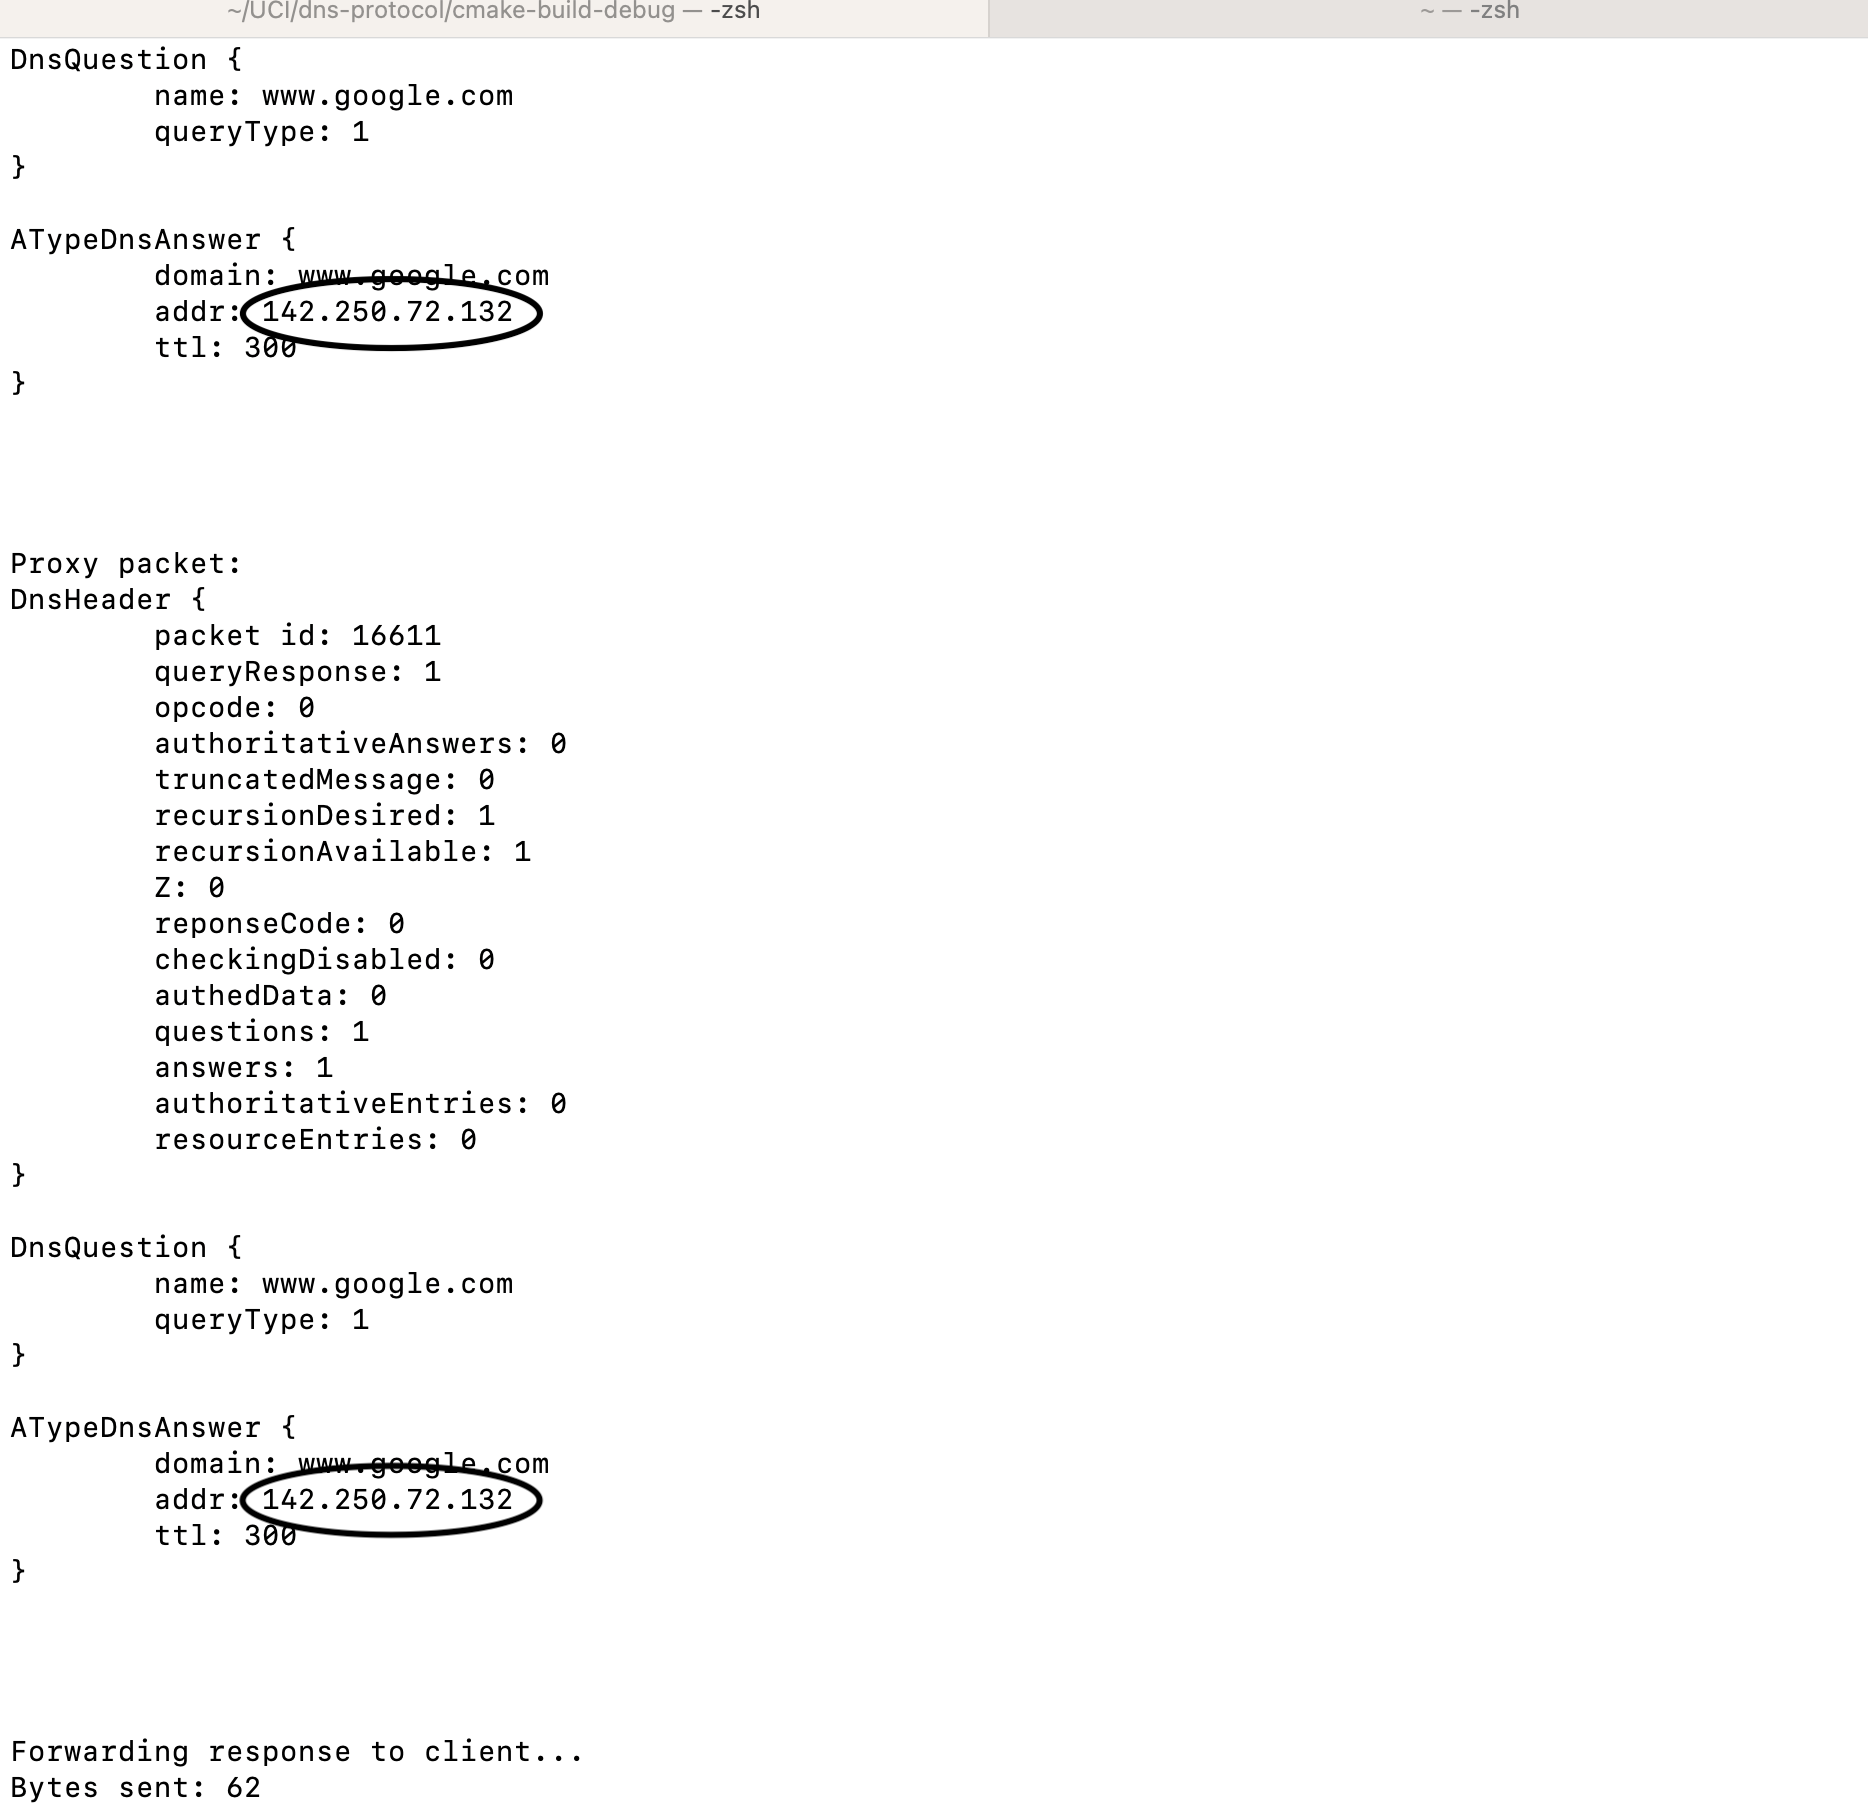 ~/UCI/dns-protocol/cmake-build-debug — -zsh
~ — -zsh
DnsQuestion {
name: www.google.com
queryType: 1
}
ATypeDnsAnswer {
domain: www.google.com
addr: 142.250.72.132
ttl: 300
}
Proxy packet:
DnsHeader {
packet id: 16611
queryResponse: 1
opcode: 0
authoritativeAnswers: 0
truncatedMessage: 0
recursionDesired: 1
recursionAvailable: 1
Z: 0
reponseCode: 0
checkingDisabled: 0
authedData: 0
questions: 1
answers: 1
authoritativeEntries: 0
resourceEntries: 0
}
DnsQuestion {
name: www.google.com
queryType: 1
}
ATypeDnsAnswer {
domain: www.google.com
addr: 142.250.72.132
ttl: 300
}
Forwarding response to client...
Bytes sent: 62